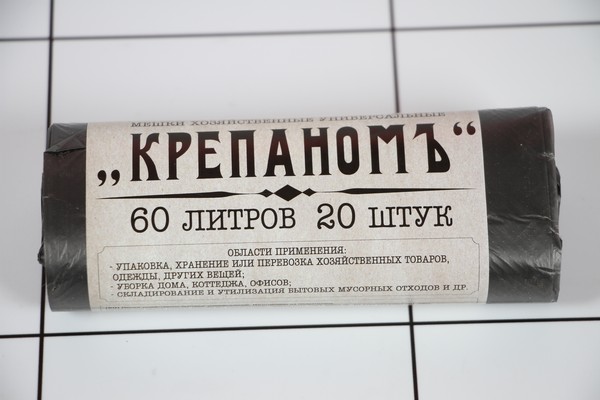 МЕШКИ ХОЗЯЙСТВЕННЫЕ УНИВЕРСАЛЬНЫЕ
„КРЕПАНОМЪ“
60 ЛИТРОВ 20 ШТУК
ОБЛАСТИ ПРИМЕНЕНИЯ:
- УПАКОВКА, ХРАНЕНИЕ ИЛИ ПЕРЕВОЗКА ХОЗЯЙСТВЕННЫХ ТОВАРОВ,
ОДЕЖДЫ, ДРУГИХ ВЕЩЕЙ;
- УБОРКА ДОМА, КОТТЕДЖА, ОФИСОВ;
- СКЛАДИРОВАНИЕ И УТИЛИЗАЦИЯ БЫТОВЫХ МУСОРНЫХ ОТХОДОВ И ДР.